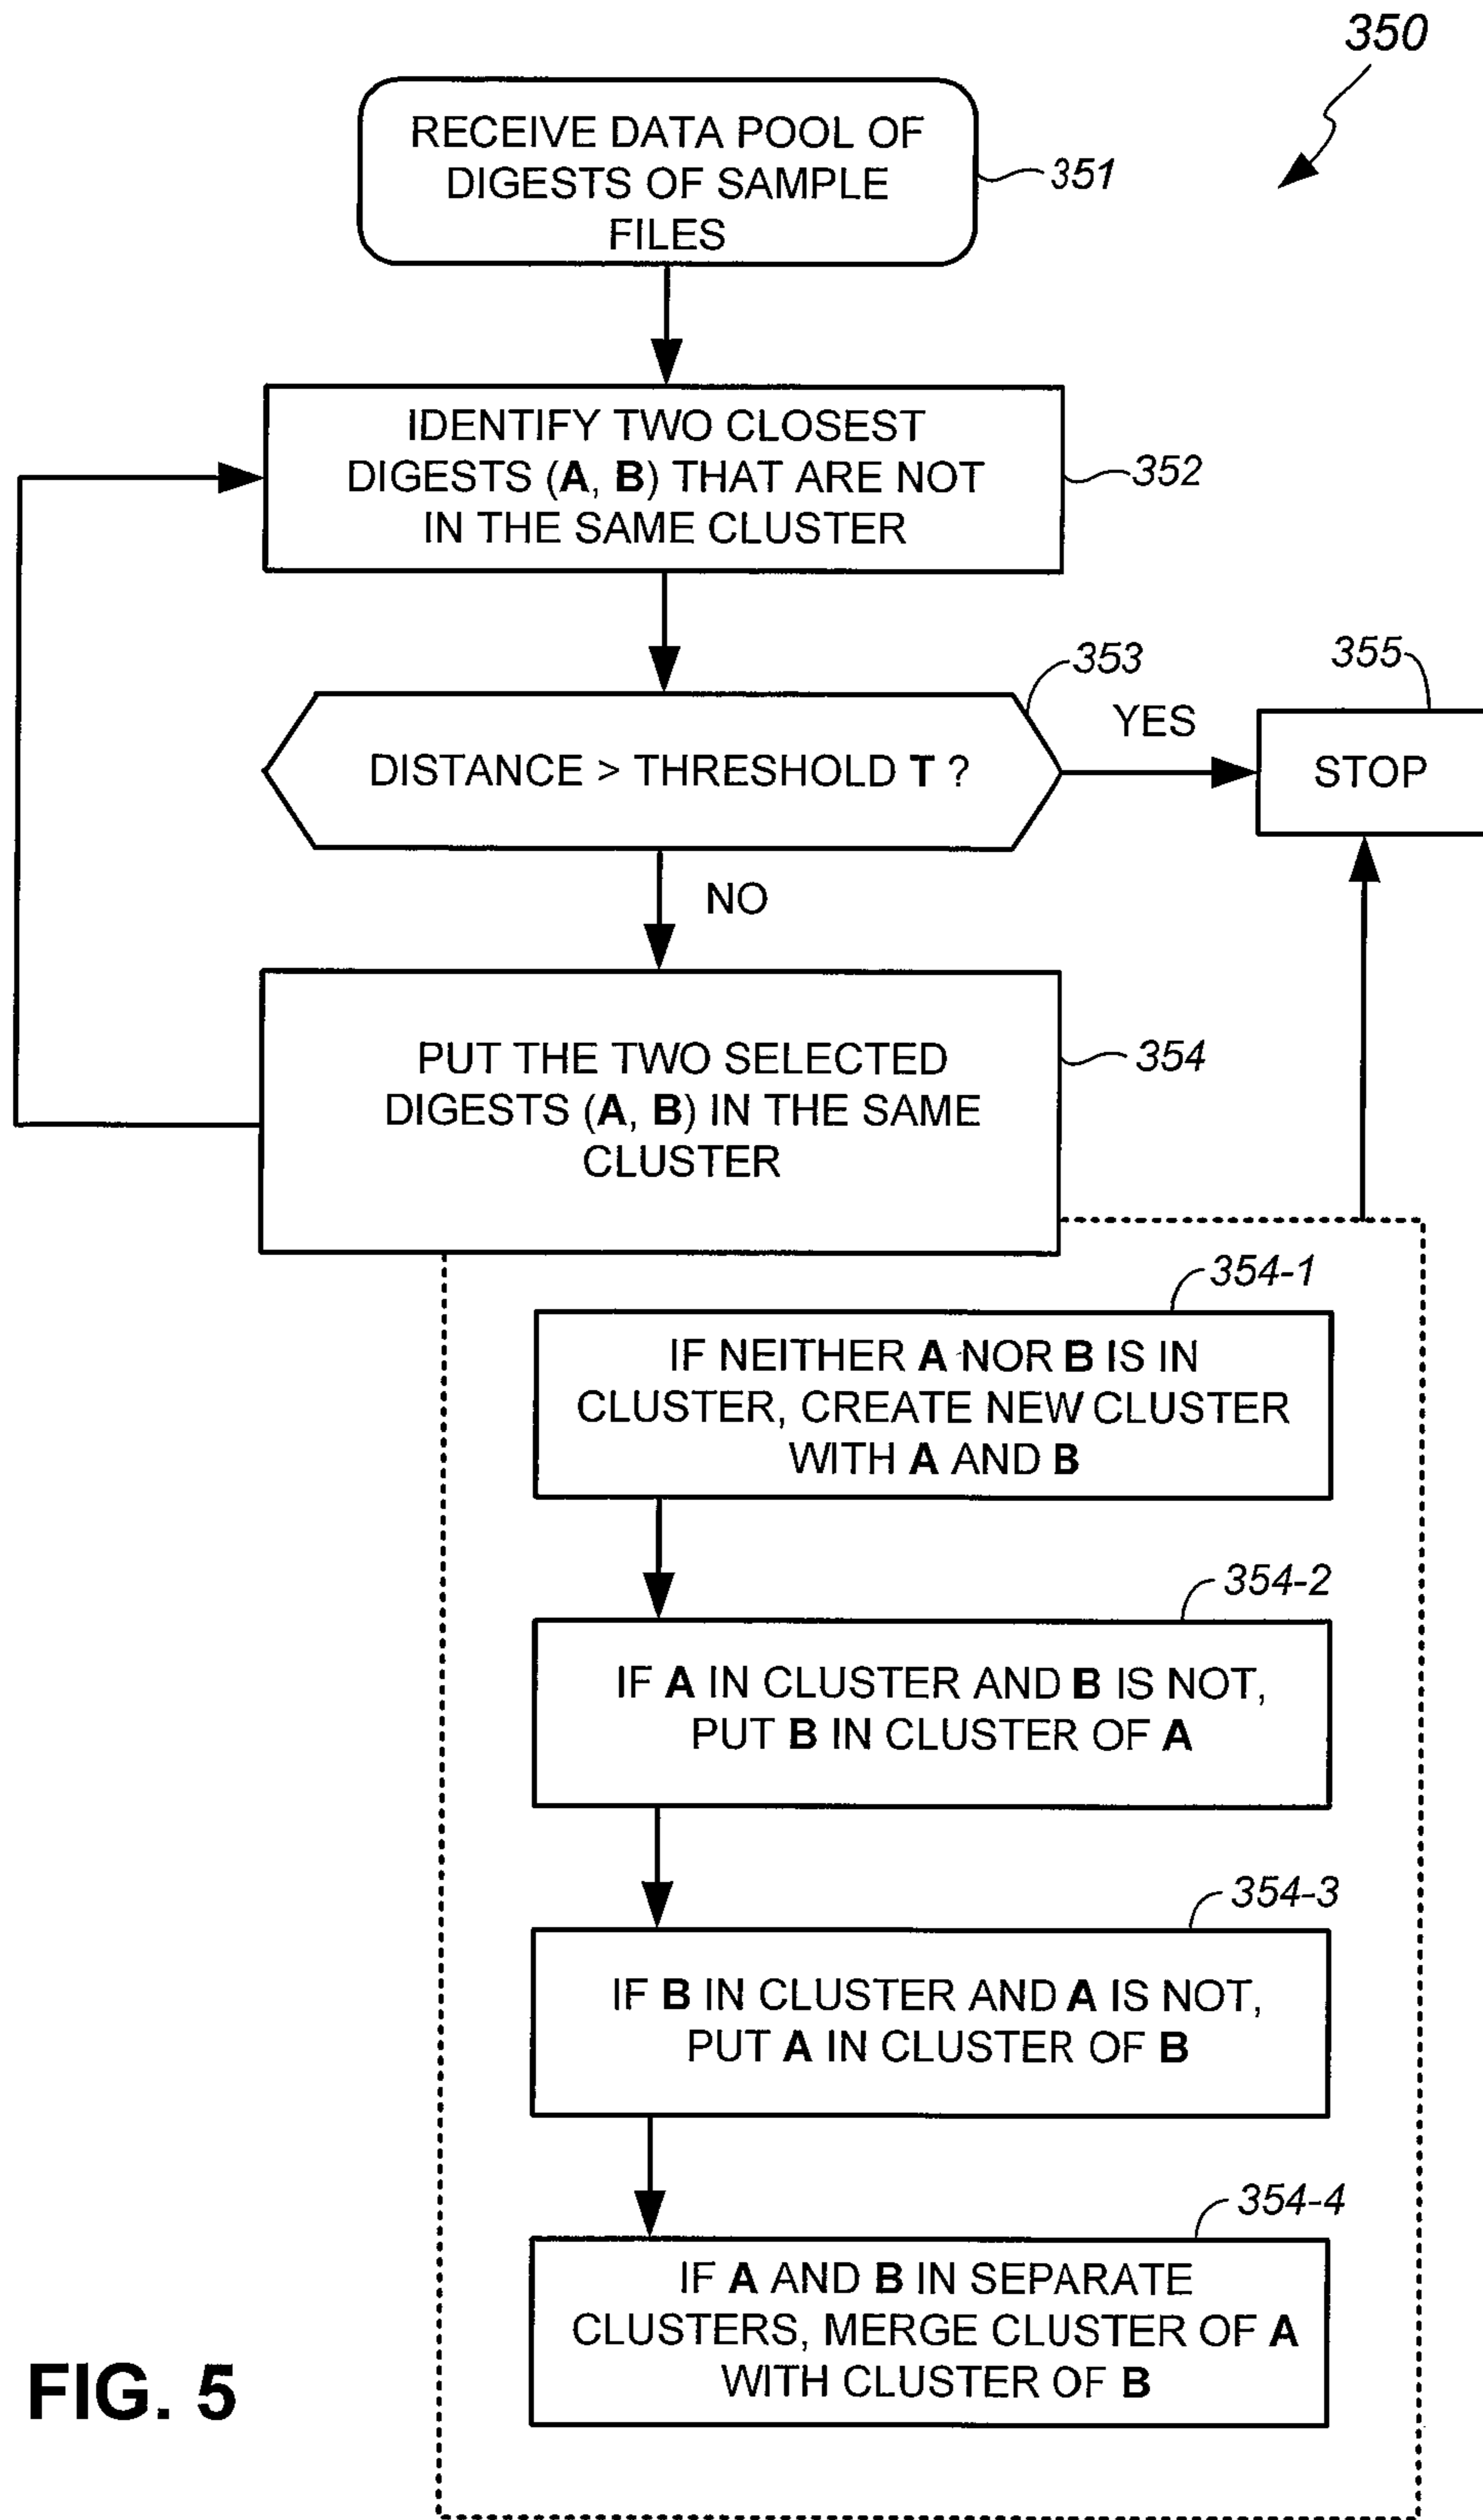 350
RECEIVE DATA POOL OF
DIGESTS OF SAMPLE
FILES
351
IDENTIFY TWO CLOSEST
DIGESTS (A, B) THAT ARE NOT
IN THE SAME CLUSTER
352
353
355
YES
DISTANCE > THRESHOLD T ?
STOP
NO
PUT THE TWO SELECTED
DIGESTS (A, B) IN THE SAME
CLUSTER
354
354-1
IF NEITHER A NOR B IS IN
CLUSTER, CREATE NEW CLUSTER
WITH A AND B
354-2
IF A IN CLUSTER AND B IS NOT,
PUT B IN CLUSTER OF A
354-3
IF B IN CLUSTER AND A IS NOT,
PUT A IN CLUSTER OF B
354-4
IF A AND B IN SEPARATE
CLUSTERS, MERGE CLUSTER OF A
WITH CLUSTER OF B
FIG. 5